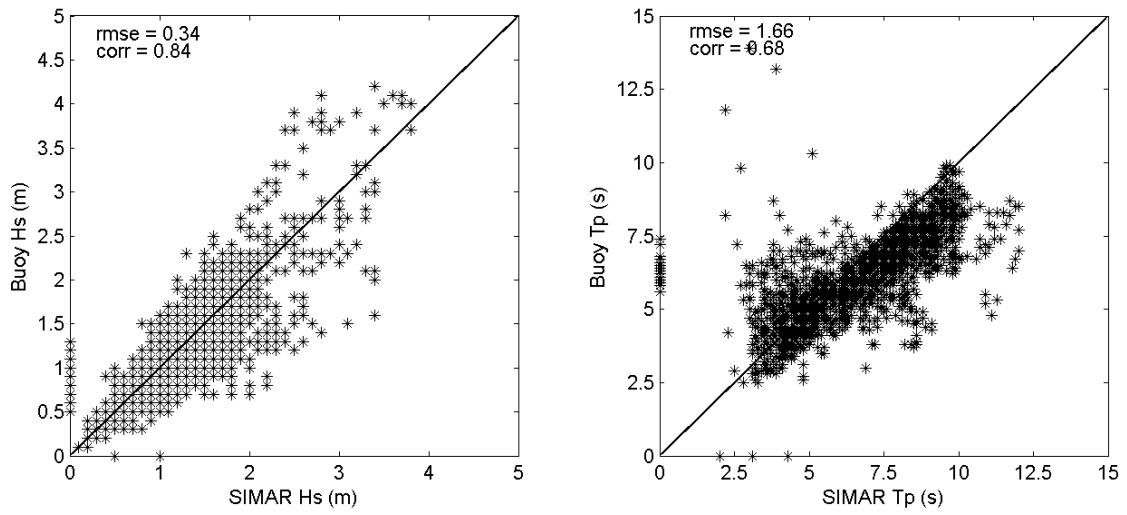 rmse = 0.34
corr = 0.84
5
4.5
4
3.5
3
2.5
2
1.5
1
0.5
0
0 1 2 3 4 5
Buoy Hs (m)
SIMAR Hs (m)
rmse = 1.66
corr = 0.68
15
12.5
10
7.5
5
2.5
0
0 2.5 5 7.5 10 12.5 15
Buoy Tp (s)
SIMAR Tp (s)